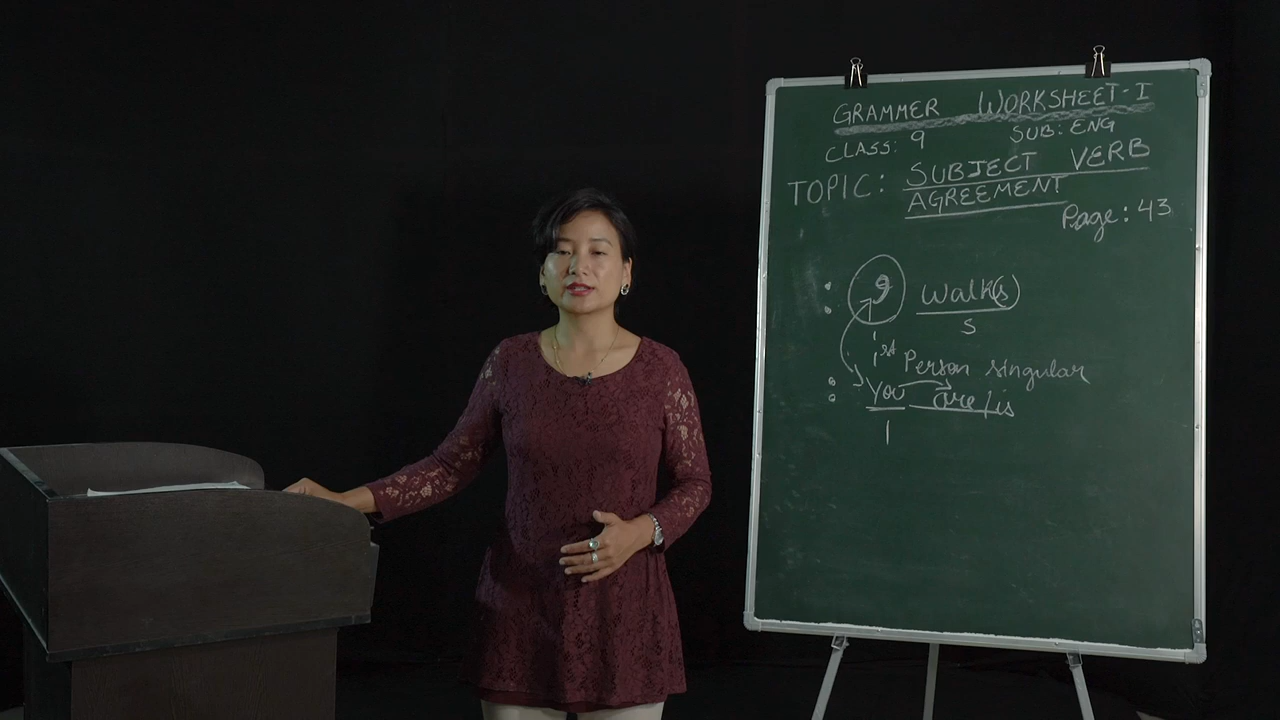 GRAMMER WORKSHEET-I
CLASS: 9 SUB: ENG
TOPIC: SUBJECT VERB
AGREEMENT
Page: 43
Walk(s)
s
1st Person singular
You are/is
1